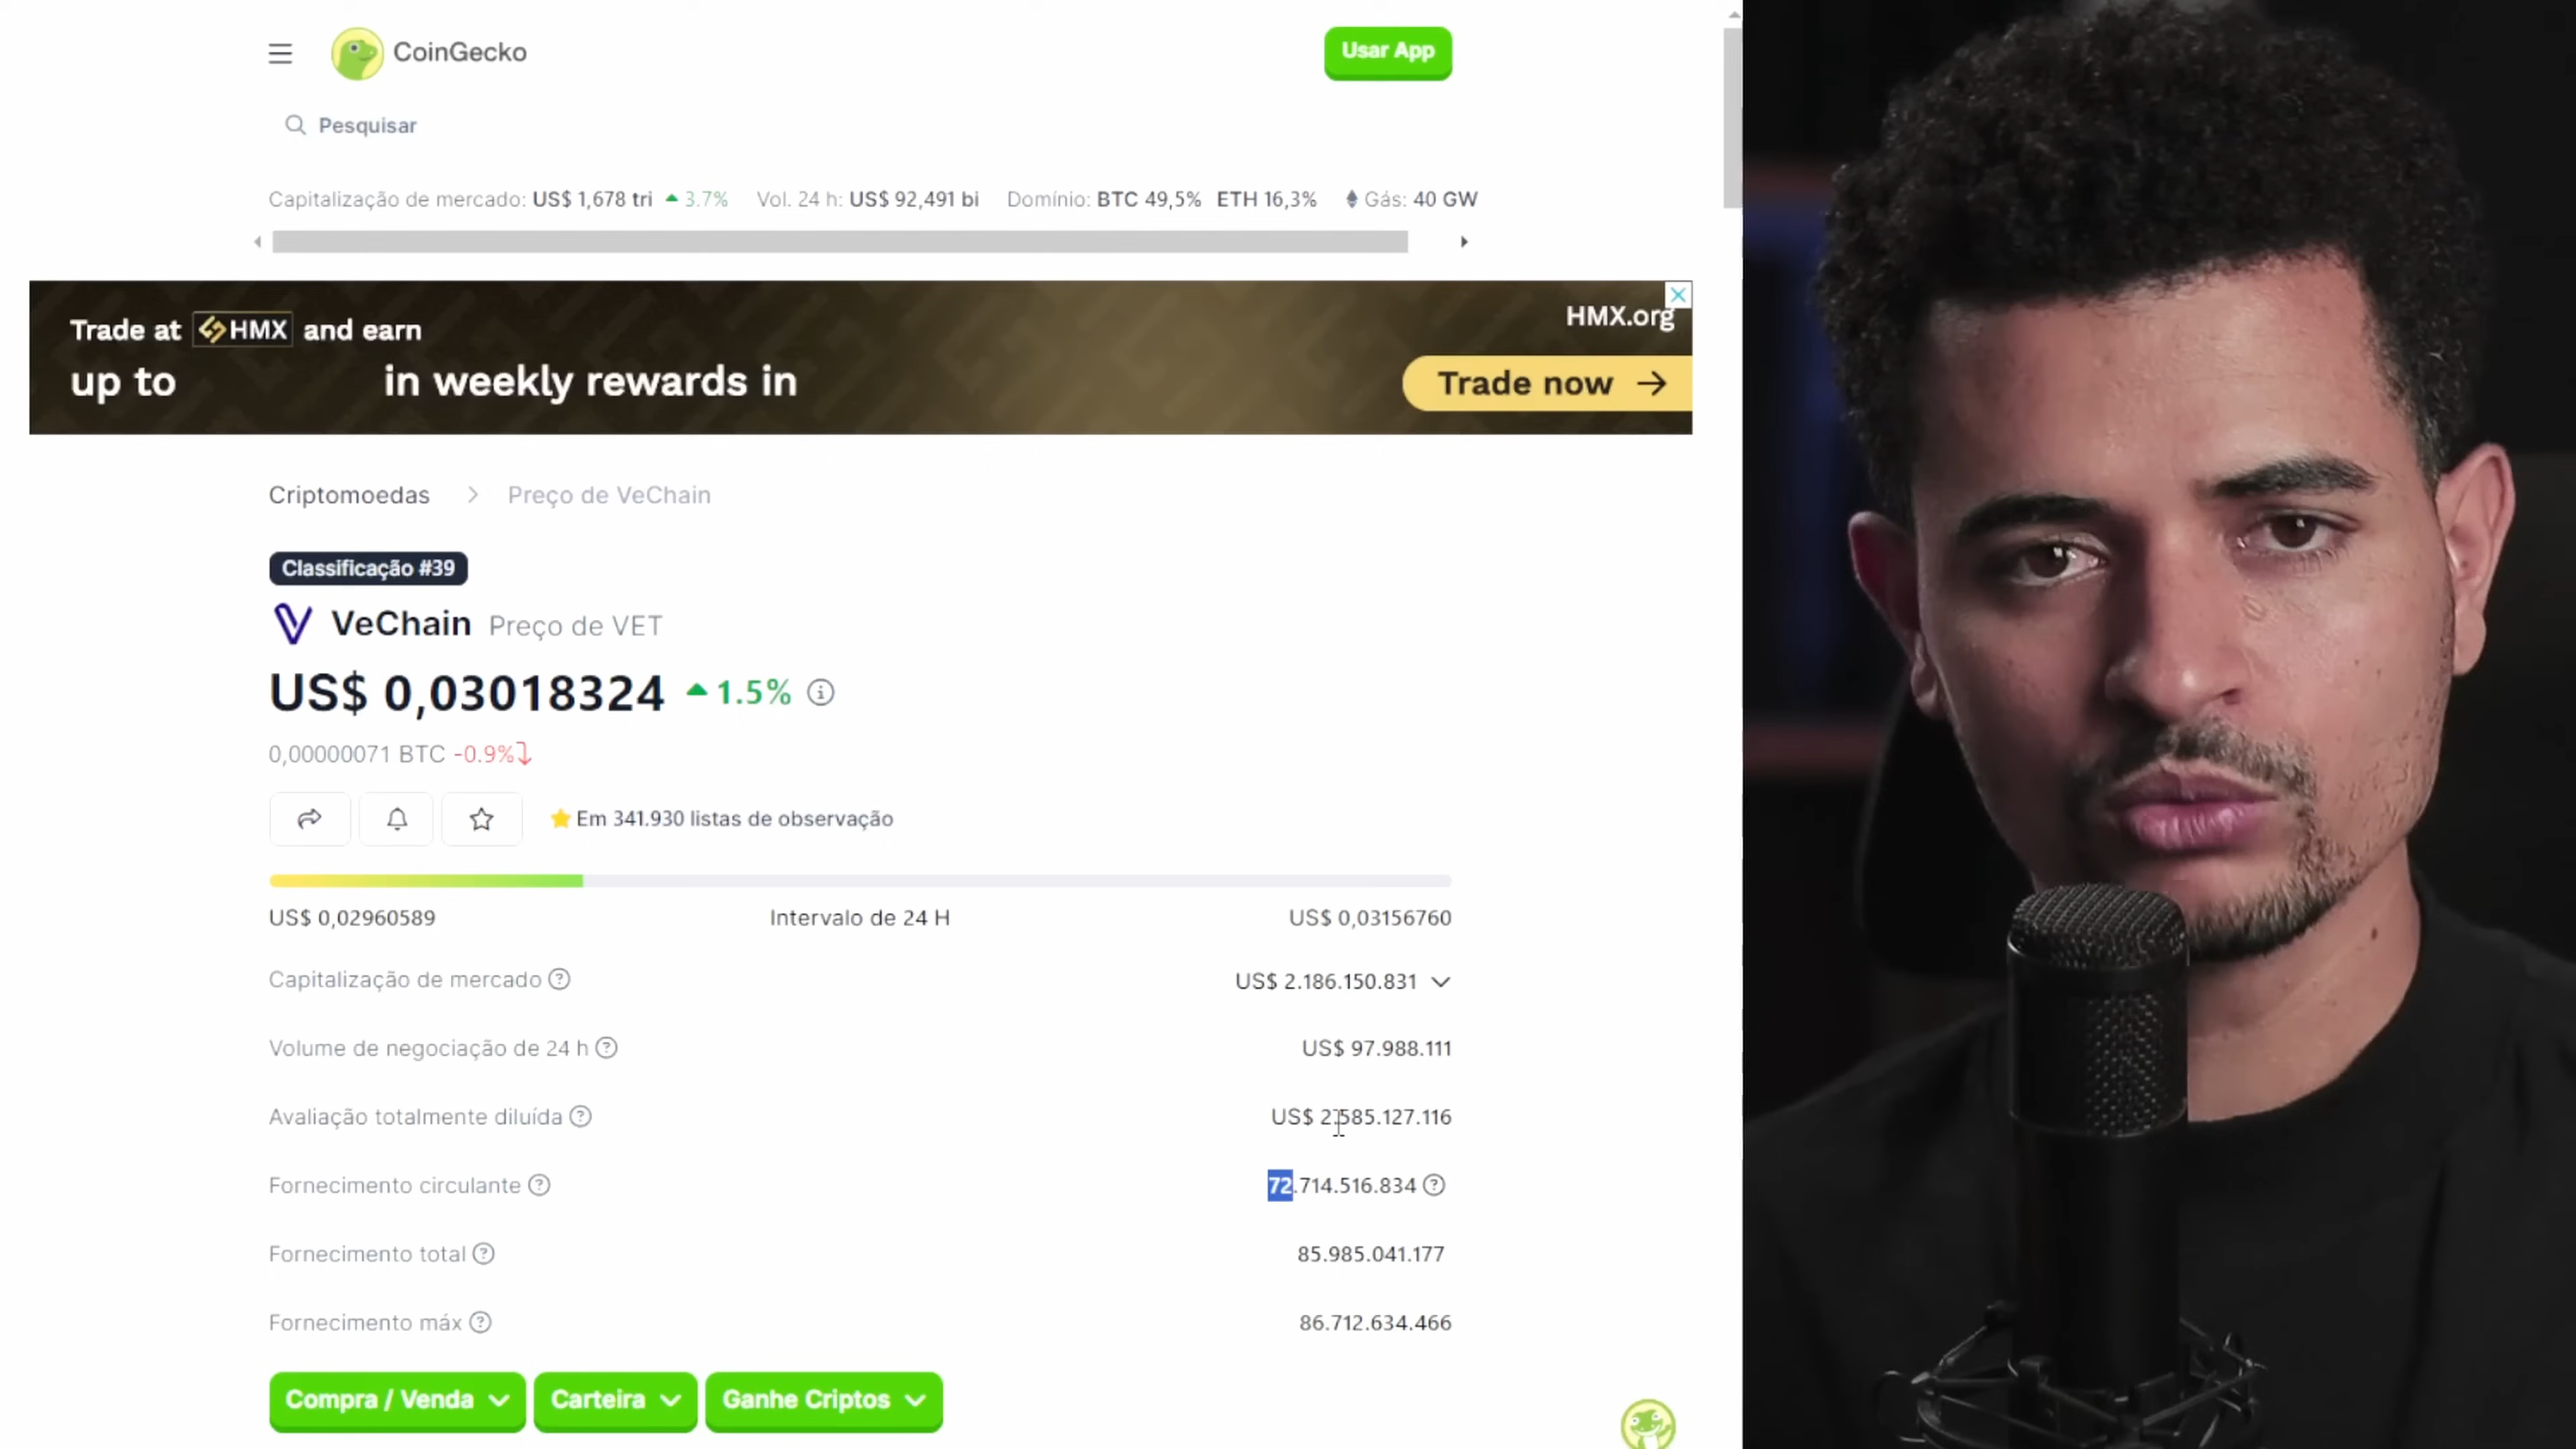 CoinGecko
Usar App
Pesquisar
Capitalização de mercado: US$ 1,678 tri 3.7% Vol. 24 h: US$ 92,491 bi Domínio: BTC 49,5% ETH 16,3% Gás: 40 GW
Trade at HMX and earn
up to in weekly rewards in
HMX.org
Trade now →
Criptomoedas > Preço de VeChain
Classificação #39
VeChain Preço de VET
US$ 0,03018324 1.5%
0,00000071 BTC -0.9%
Em 341.930 listas de observação
US$ 0,02960589 Intervalo de 24 H US$ 0,03156760
Capitalização de mercado US$ 2.186.150.831
Volume de negociação de 24 h US$ 97.988.111
Avaliação totalmente diluída US$ 2.585.127.116
Fornecimento circulante 72.714.516.834
Fornecimento total 85.985.041.177
Fornecimento máx 86.712.634.466
Compra / Venda Carteira Ganhe Criptos